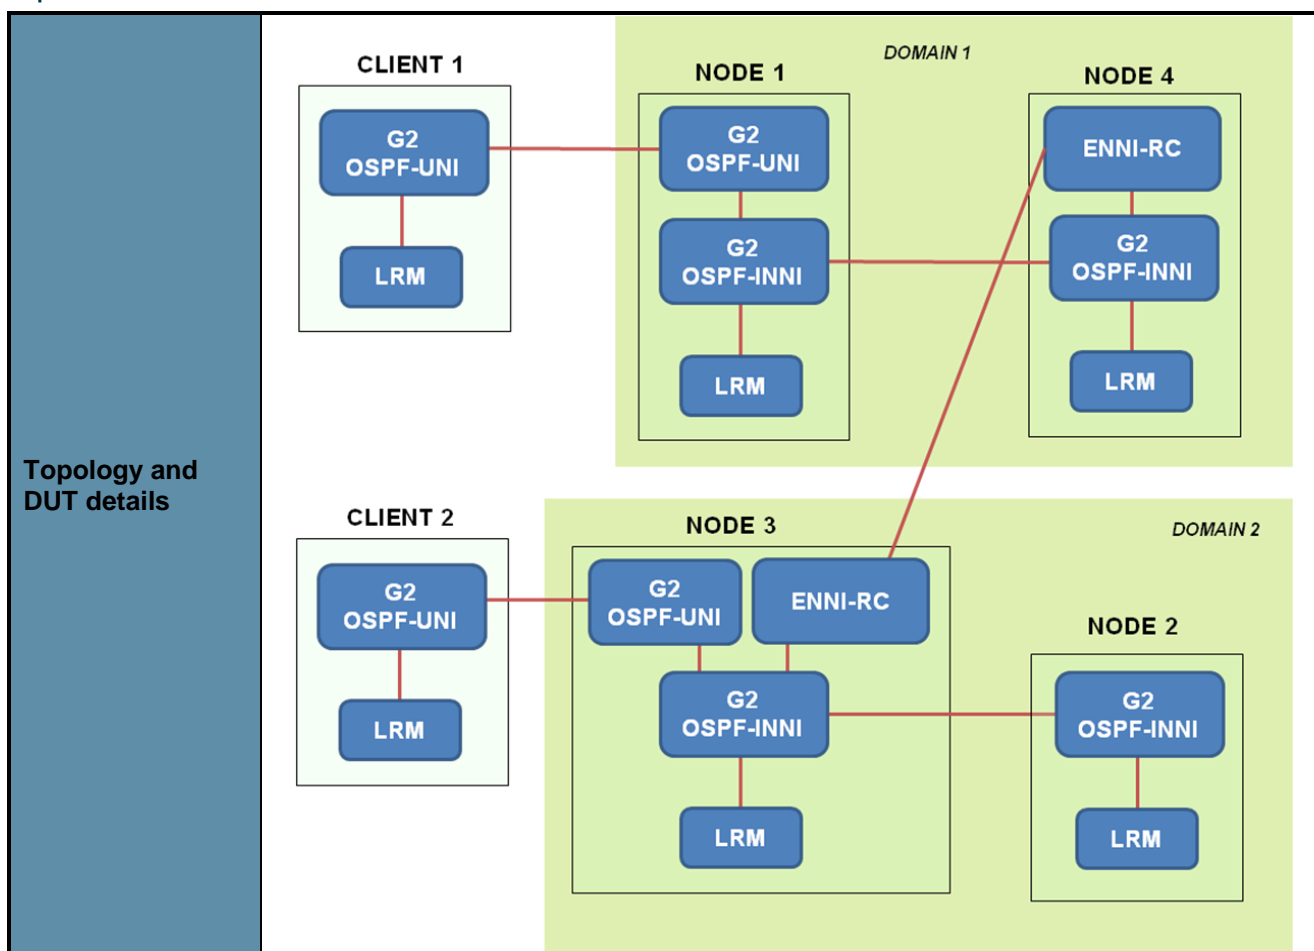 Topology and
DUT details
DOMAIN 1
CLIENT 1
NODE 1
NODE 4
G2
OSPF-UNI
LRM
G2
OSPF-UNI
G2
OSPF-INNI
LRM
ENNI-RC
G2
OSPF-INNI
LRM
DOMAIN 2
CLIENT 2
NODE 3
NODE 2
G2
OSPF-UNI
LRM
G2
OSPF-UNI
ENNI-RC
G2
OSPF-INNI
LRM
G2
OSPF-INNI
LRM